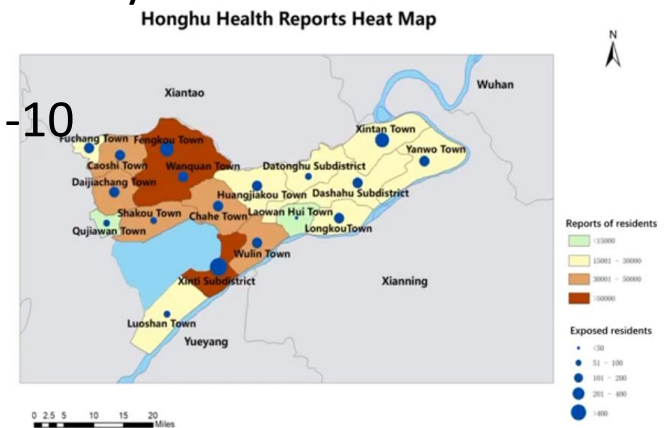 Honghu Health Reports Heat Map
N
Wuhan
Xiantao
-10
Xintan Town
Fuchang Town
Fengkou Town
Yanwo Town
Caoshi Town
Wanquan Town
Datonghu Subdistrict
Daijiachang Town
Huangjiakou Town
Dashahu Subdistrict
Shakou Town
Chahe Town
Laowan Hui Town
Qujiawan Town
LongkouTown
Reports of residents
<15000
15001 - 30000
30001 - 50000
>50000
Wulin Town
Xinti Subdistrict
Xianning
Luoshan Town
Yueyang
Exposed residents
<50
51 - 100
101 - 200
201 - 400
>400
0 2.5 5 10 15 20
Miles